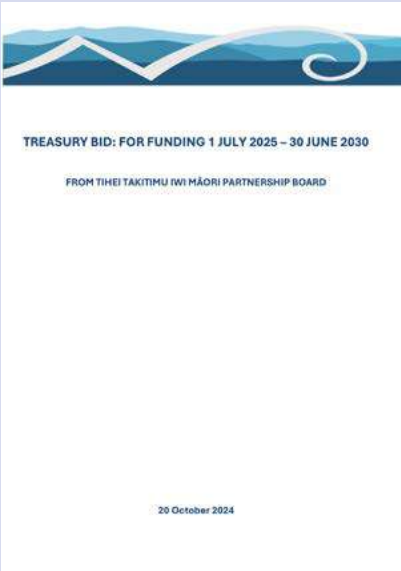 TREASURY BID: FOR FUNDING 1 JULY 2025 – 30 JUNE 2030
FROM TIHEI TAKITIMU IWI MĀORI PARTNERSHIP BOARD
20 October 2024